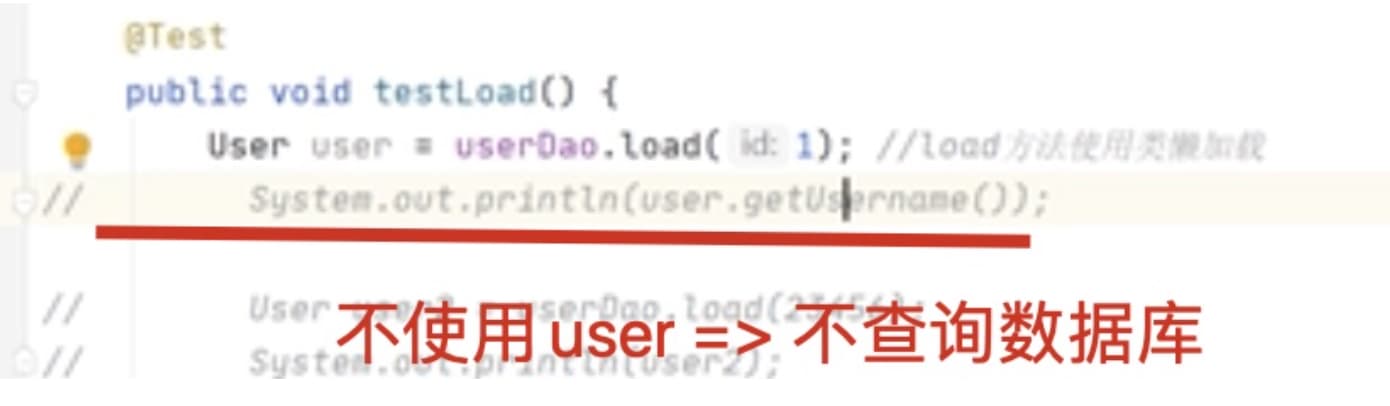 @Test
public void testLoad() {
User user = userDao.load( id: 1); //load方法使用类懒加载
// System.out.println(user.getUsername());
// User user2 = userDao.load(23456);
不使用user => 不查询数据库
// System.out.println(user2);